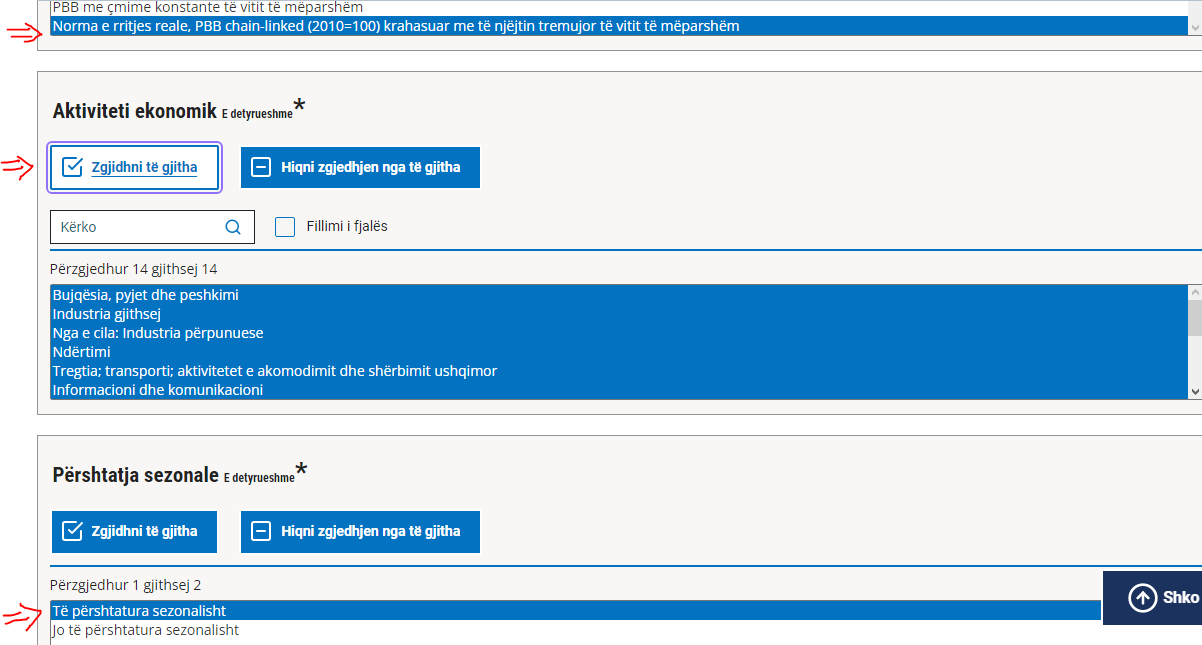 PBB me çmime konstante të vitit të mëparshëm
Norma e rritjes reale, PBB chain-linked (2010=100) krahasuar me të njëjtin tremujor të vitit të mëparshëm
Aktiviteti ekonomik E detyrueshme*
Zgjidhni të gjitha
Hiqni zgjedhjen nga të gjitha
Kërko
Fillimi i fjalës
Përzgjedhur 14 gjithsej 14
Bujqësia, pyjet dhe peshkimi
Industria gjithsej
Nga e cila: Industria përpunuese
Ndërtimi
Tregtia; transporti; aktivitetet e akomodimit dhe shërbimit ushqimor
Informacioni dhe komunikacioni
Përshtatja sezonale E detyrueshme*
Zgjidhni të gjitha
Hiqni zgjedhjen nga të gjitha
Përzgjedhur 1 gjithsej 2
Të përshtatura sezonalisht
Shko
Jo të përshtatura sezonalisht